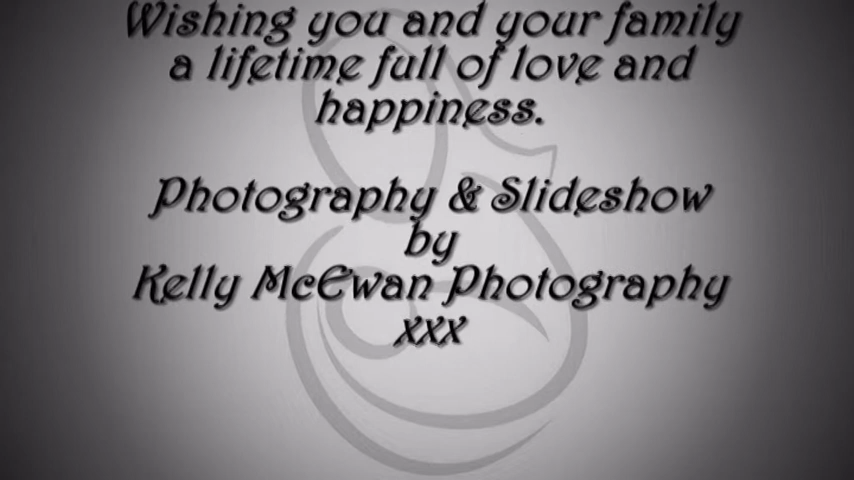 Wishing you and your family
a lifetime full of love and
happiness.
Photography & Slideshow
by
Kelly McEwan Photography
xxx